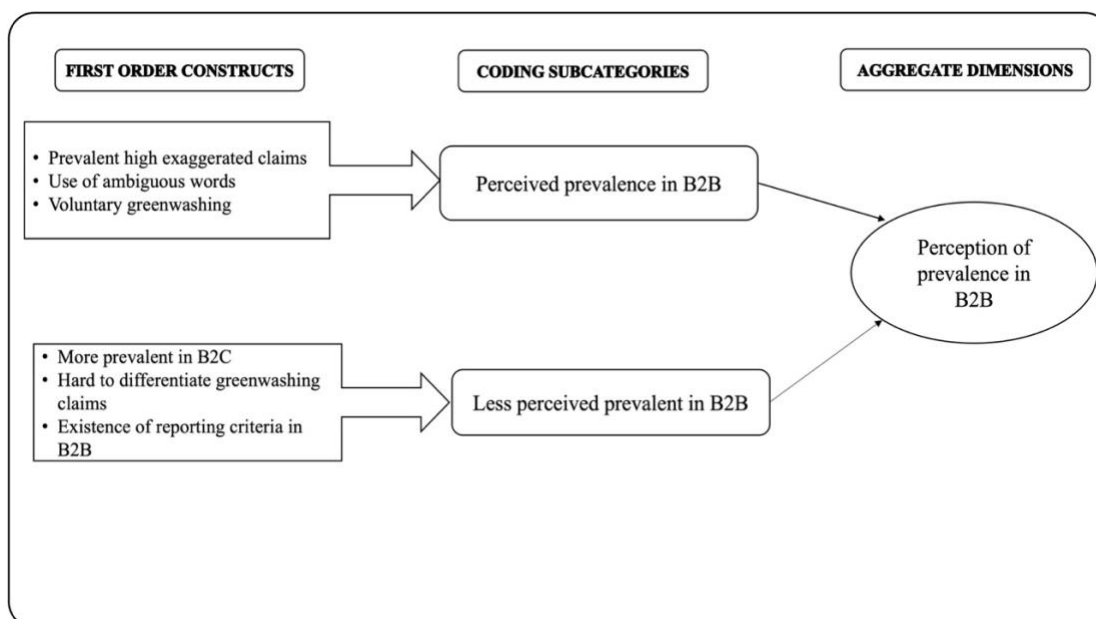 FIRST ORDER CONSTRUCTS
CODING SUBCATEGORIES
AGGREGATE DIMENSIONS
• Prevalent high exaggerated claims
• Use of ambiguous words
• Voluntary greenwashing
Perceived prevalence in B2B
Perception of
prevalence in
B2B
• More prevalent in B2C
• Hard to differentiate greenwashing
claims
• Existence of reporting criteria in
B2B
Less perceived prevalent in B2B